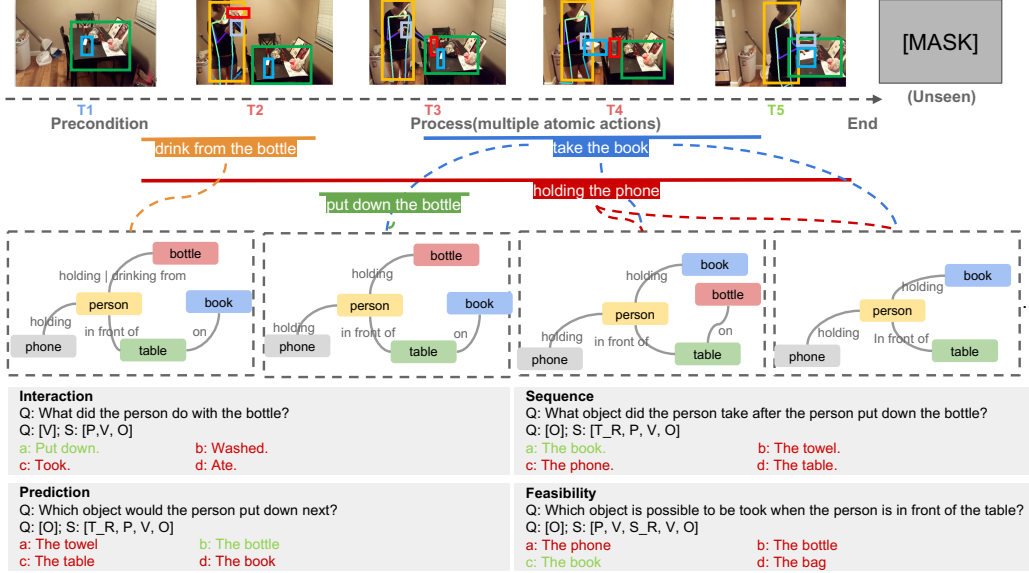 [MASK]
(Unseen)
T1 T2 T3 T4 T5
Precondition Process(multiple atomic actions) End
drink from the bottle take the book
holding the phone
put down the bottle
bottle
holding | drinking from
person book
holding in front of on
phone table
bottle
holding
person book
holding in front of on
phone table
book
holding
bottle
person
holding in front of on
phone table
book
holding
person
holding In front of
phone table
Interaction
Q: What did the person do with the bottle?
Q: [V]; S: [P,V, O]
a: Put down. b: Washed.
c: Took. d: Ate.
Sequence
Q: What object did the person take after the person put down the bottle?
Q: [O]; S: [T_R, P, V, O]
a: The book. b: The towel.
c: The phone. d: The table.
Prediction
Q: Which object would the person put down next?
Q: [O]; S: [T_R, P, V, O]
a: The towel b: The bottle
c: The table d: The book
Feasibility
Q: Which object is possible to be took when the person is in front of the table?
Q: [O]; S: [P, V, S_R, V, O]
a: The phone b: The bottle
c: The book d: The bag